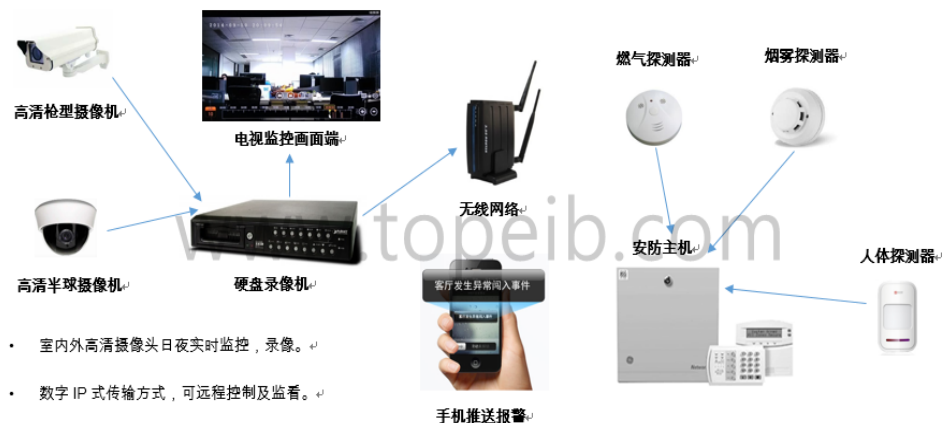 高清枪型摄像机
电视监控画面端
燃气探测器
烟雾探测器
无线网络
高清半球摄像机
硬盘录像机
安防主机
人体探测器
www.topeib.com
客厅发生异常闯入事件
• 室内外高清摄像头日夜实时监控，录像。
• 数字 IP 式传输方式，可远程控制及监看。
手机推送报警